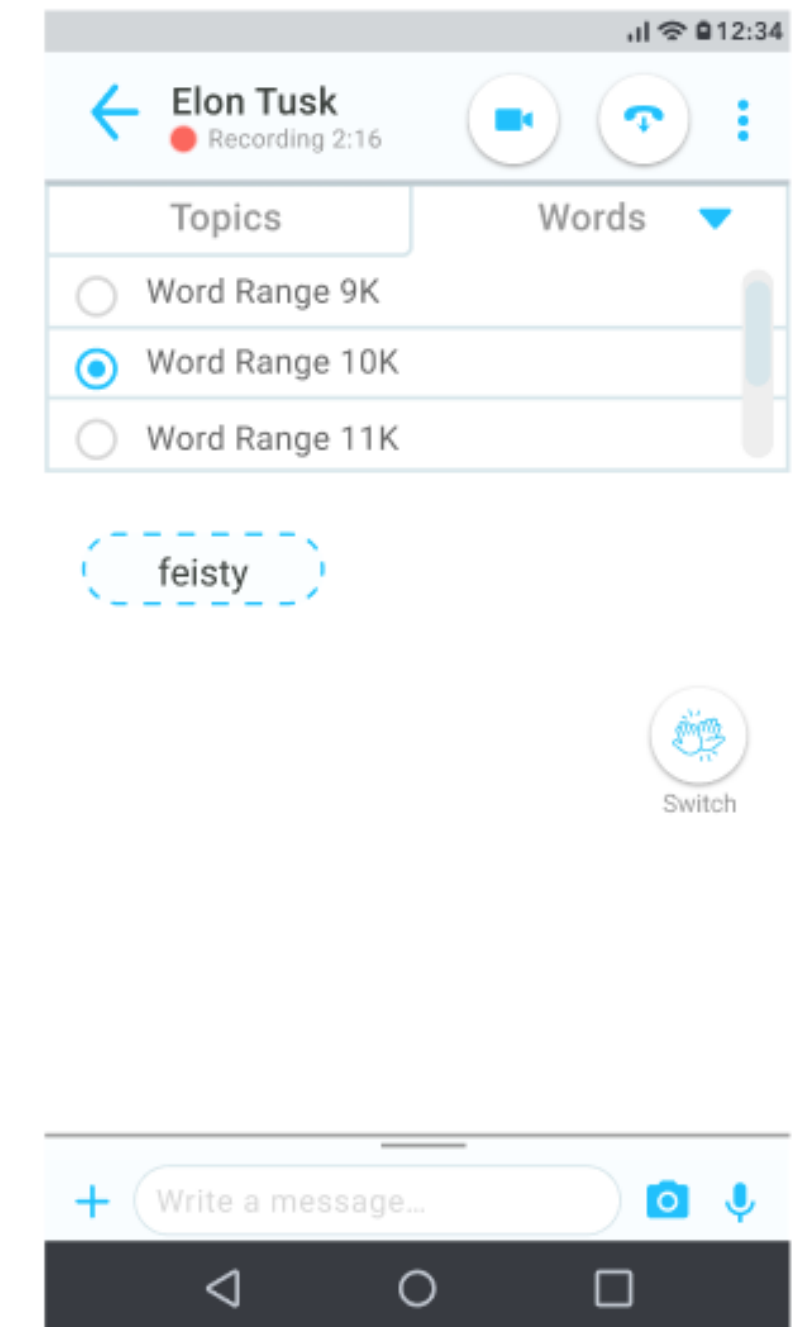 12:34
Elon Tusk
Recording 2:16
Topics Words
Word Range 9K
Word Range 10K
Word Range 11K
feisty
Switch
Write a message...